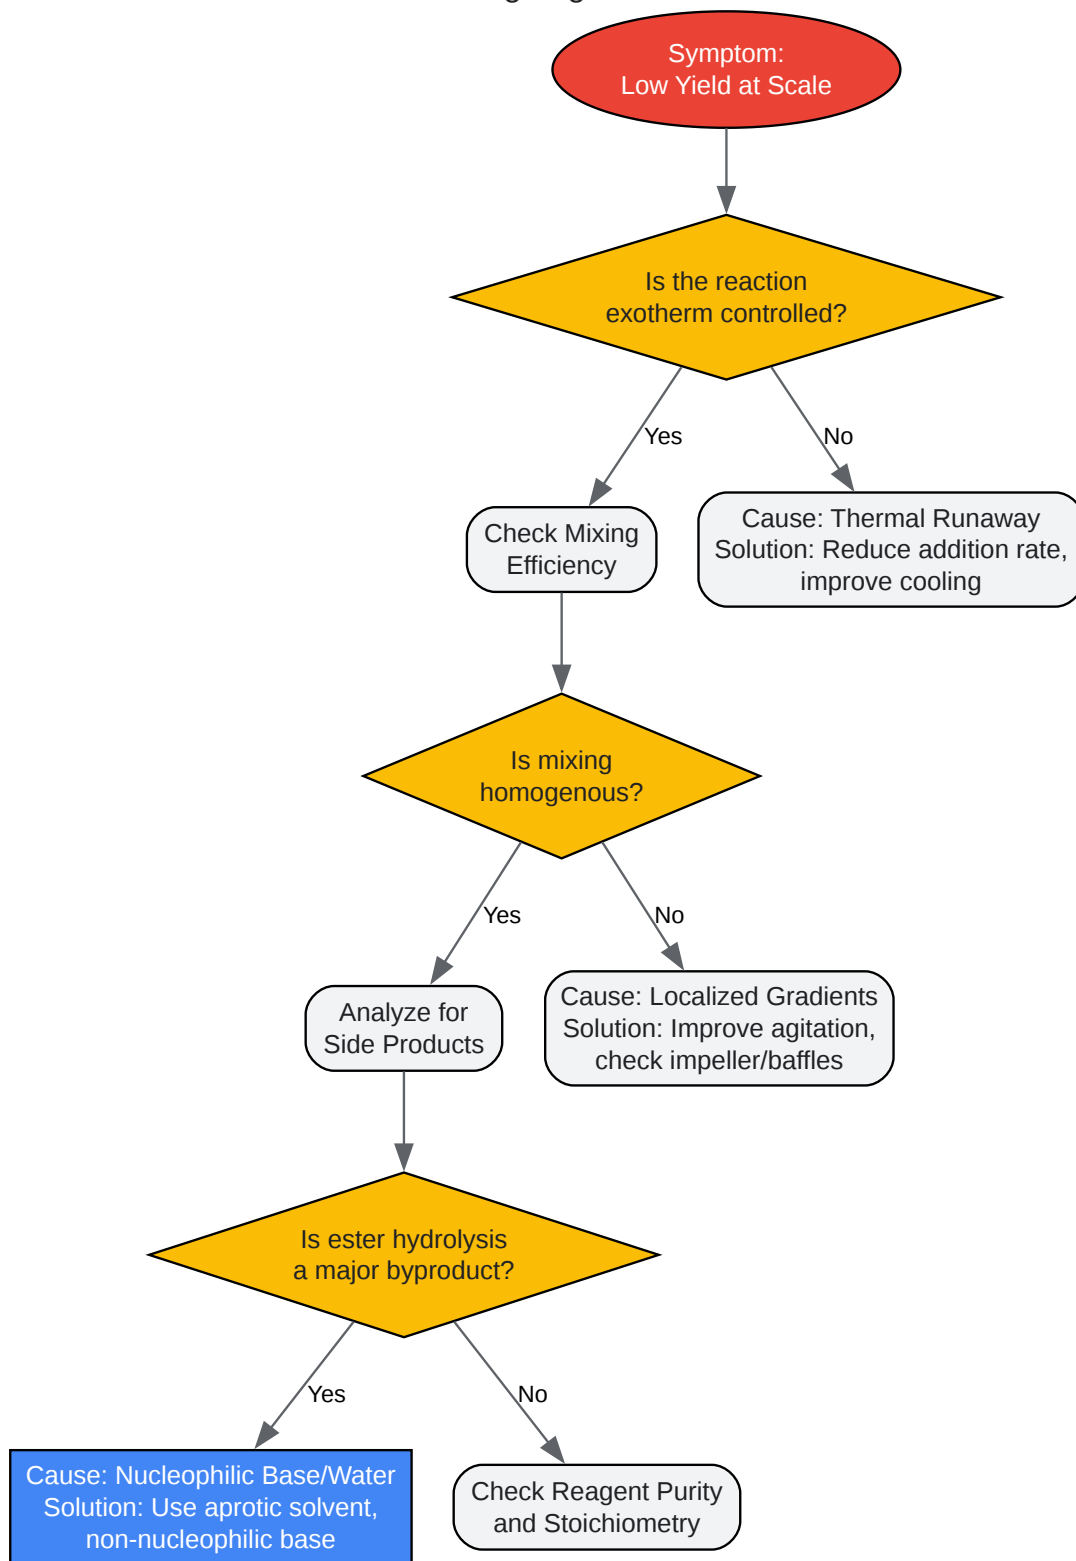 Symptom:
Low Yield at Scale
Is the reaction
exotherm controlled?
Yes
No
Check Mixing
Efficiency
Cause: Thermal Runaway
Solution: Reduce addition rate,
improve cooling
Is mixing
homogenous?
Yes
No
Analyze for
Side Products
Cause: Localized Gradients
Solution: Improve agitation,
check impeller/baffles
Is ester hydrolysis
a major byproduct?
Yes
No
Cause: Nucleophilic Base/Water
Solution: Use aprotic solvent,
non-nucleophilic base
Check Reagent Purity
and Stoichiometry